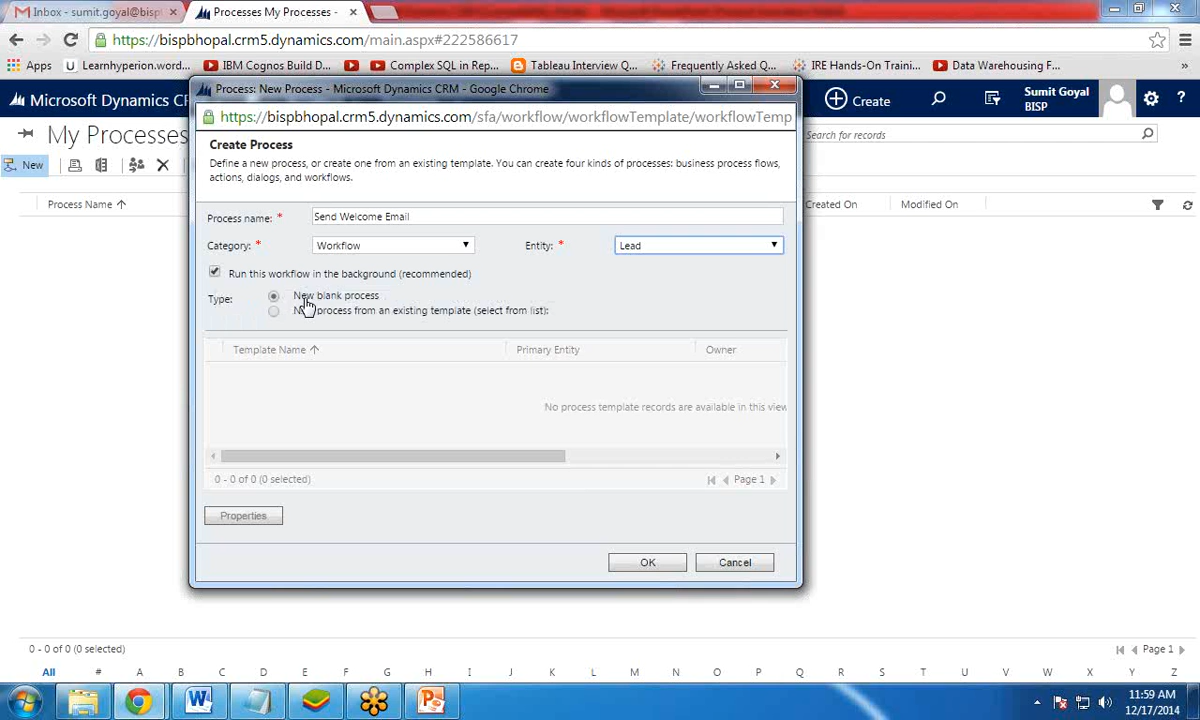 Inbox - sumit.goyal@bispl
Processes My Processes -
https://bispbhopal.crm5.dynamics.com/main.aspx#222586617
Apps
Learnhyperion.word...
IBM Cognos Build D...
Complex SQL in Rep...
Tableau Interview Q...
Frequently Asked Q...
IRE Hands-On Traini...
Data Warehousing F...
»
Microsoft Dynamics CR
Create
Sumit Goyal
BISP
?
My Processes
Search for records
New
Process Name
Created On
Modified On
Process: New Process - Microsoft Dynamics CRM - Google Chrome
https://bispbhopal.crm5.dynamics.com/sfa/workflow/workflowTemplate/workflowTemp
Create Process
Define a new process, or create one from an existing template. You can create four kinds of processes: business process flows,
actions, dialogs, and workflows.
Process name: *
Send Welcome Email
Category: *
Workflow
Entity: *
Lead
Run this workflow in the background (recommended)
Type:
New blank process
process from an existing template (select from list):
Template Name
Primary Entity
Owner
No process template records are available in this view
0 - 0 of 0 (0 selected)
Page 1
Properties
OK
Cancel
0 - 0 of 0 (0 selected)
Page 1
All # A B C D E F G H I J K L M N O P Q R S T U V W X Y Z
11:59 AM
12/17/2014